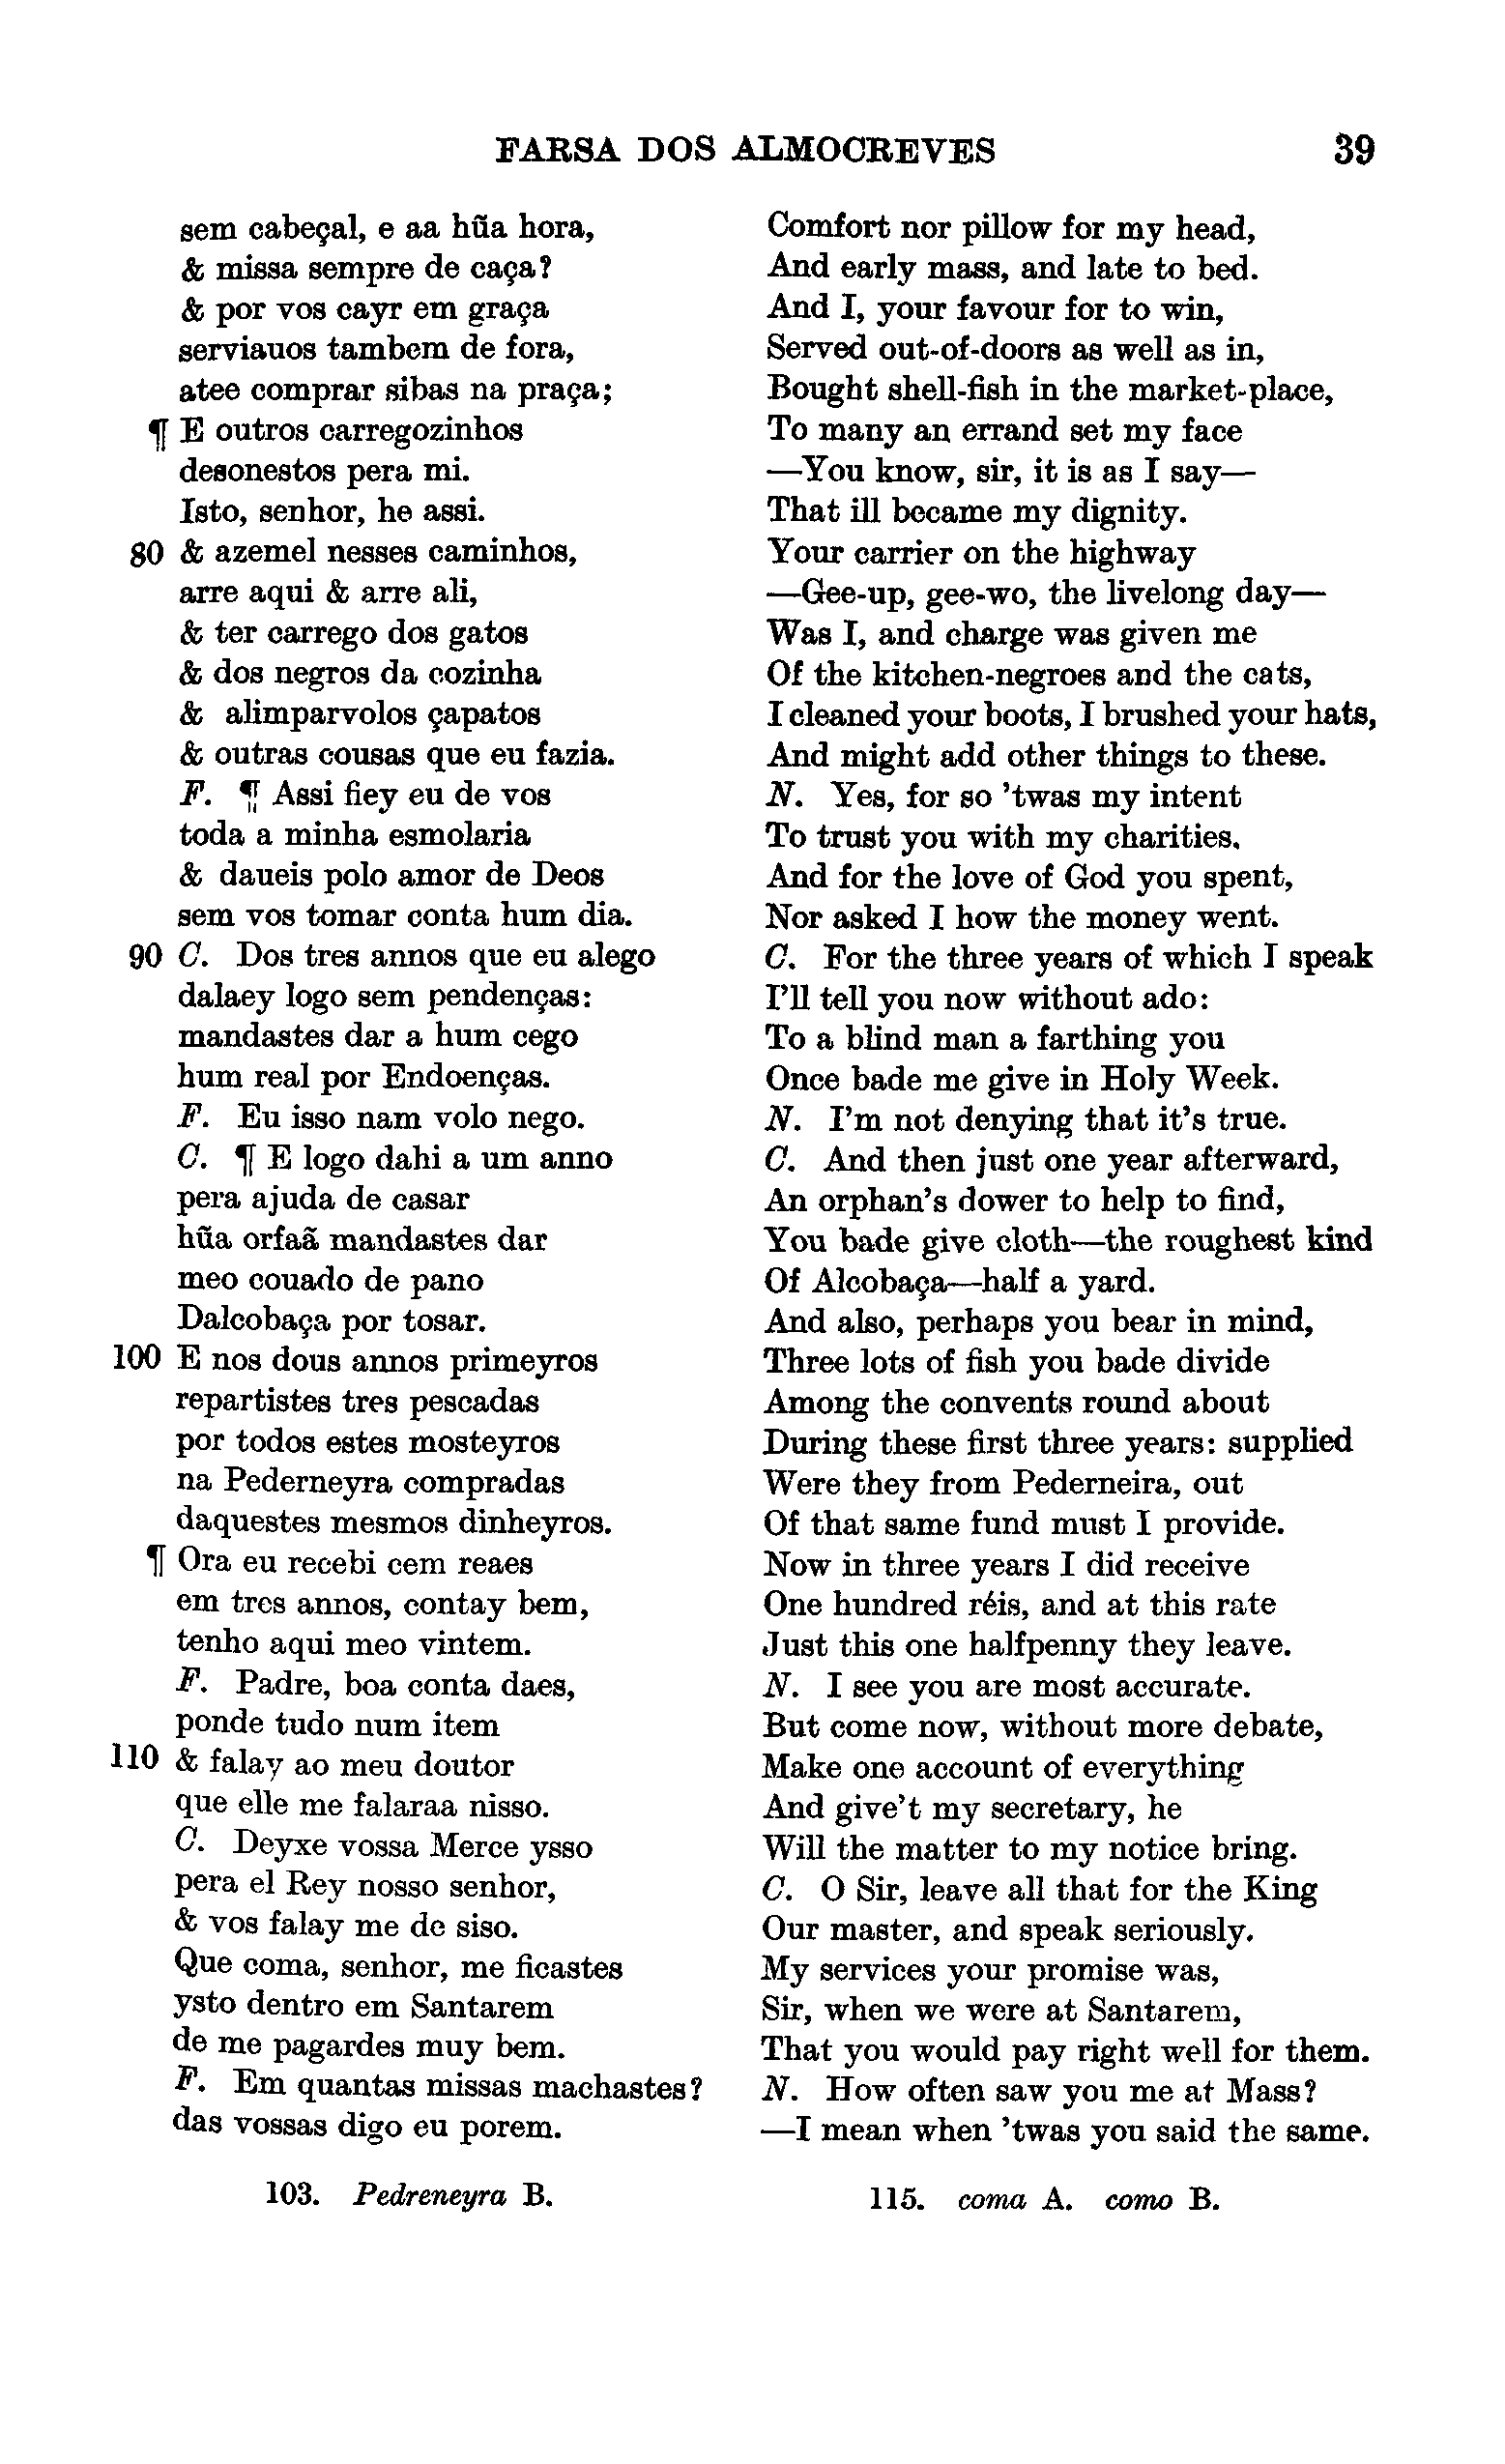 FARSA DOS ALMOCREVES 39
sem cabeçal, e aa hũa hora,
& missa sempre de caça?
& por vos cayr em graça
serviauos tambem de fora,
atee comprar sibas na praça;
¶ E outros carregozinhos
desonestos pera mi.
Isto, senhor, he assi.
80 & azemel nesses caminhos,
arre aqui & arre ali,
& ter carrego dos gatos
& dos negros da cozinha
& alimparvolos çapatos
& outras cousas que eu fazia.
F. ¶ Assi fiey eu de vos
toda a minha esmolaria
& daueis polo amor de Deos
sem vos tomar conta hum dia.
90 C. Dos tres annos que eu alego
dalaey logo sem pendenças:
mandastes dar a hum cego
hum real por Endoenças.
F. Eu isso nam volo nego.
C. ¶ E logo dahi a um anno
pera ajuda de casar
hũa orfaã mandastes dar
meo couado de pano
Dalcobaça por tosar.
100 E nos dous annos primeyros
repartistes tres pescadas
por todos estes mosteyros
na Pederneyra compradas
daquestes mesmos dinheyros.
¶ Ora eu recebi cem reaes
em tres annos, contay bem,
tenho aqui meo vintem.
F. Padre, boa conta daes,
ponde tudo num item
110 & falay ao meu doutor
que elle me falaraa nisso.
C. Deyxe vossa Merce ysso
pera el Rey nosso senhor,
& vos falay me de siso.
Que coma, senhor, me ficastes
ysto dentro em Santarem
de me pagardes muy bem.
F. Em quantas missas machastes?
das vossas digo eu porem.
103. Pedreneyra B.
Comfort nor pillow for my head,
And early mass, and late to bed.
And I, your favour for to win,
Served out-of-doors as well as in,
Bought shell-fish in the market-place,
To many an errand set my face
—You know, sir, it is as I say—
That ill became my dignity.
Your carrier on the highway
—Gee-up, gee-wo, the livelong day—
Was I, and charge was given me
Of the kitchen-negroes and the cats,
I cleaned your boots, I brushed your hats,
And might add other things to these.
N. Yes, for so ’twas my intent
To trust you with my charities.
And for the love of God you spent,
Nor asked I how the money went.
C. For the three years of which I speak
I’ll tell you now without ado:
To a blind man a farthing you
Once bade me give in Holy Week.
N. I’m not denying that it’s true.
C. And then just one year afterward,
An orphan’s dower to help to find,
You bade give cloth—the roughest kind
Of Alcobaça—half a yard.
And also, perhaps you bear in mind,
Three lots of fish you bade divide
Among the convents round about
During these first three years: supplied
Were they from Pederneira, out
Of that same fund must I provide.
Now in three years I did receive
One hundred réis, and at this rate
Just this one halfpenny they leave.
N. I see you are most accurate.
But come now, without more debate,
Make one account of everything
And give’t my secretary, he
Will the matter to my notice bring.
C. O Sir, leave all that for the King
Our master, and speak seriously.
My services your promise was,
Sir, when we were at Santarem,
That you would pay right well for them.
N. How often saw you me at Mass?
—I mean when ’twas you said the same.
115. coma A. como B.